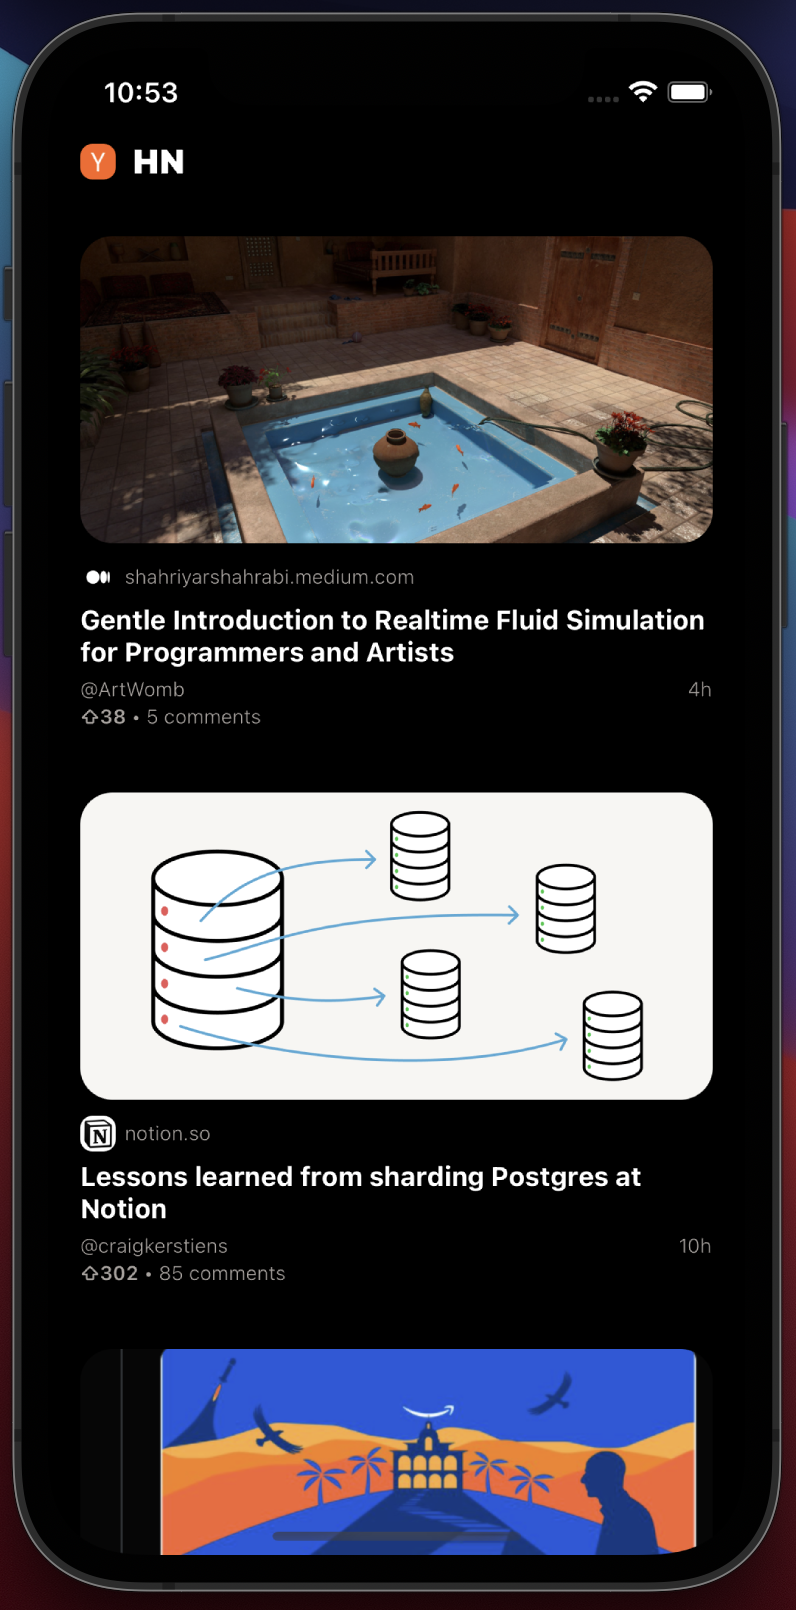 10:53
Y HN
shahriyarshahrabi.medium.com
Gentle Introduction to Realtime Fluid Simulation
for Programmers and Artists
@ArtWomb 4h
38 • 5 comments
N notion.so
Lessons learned from sharding Postgres at
Notion
@craigkerstiens 10h
302 • 85 comments